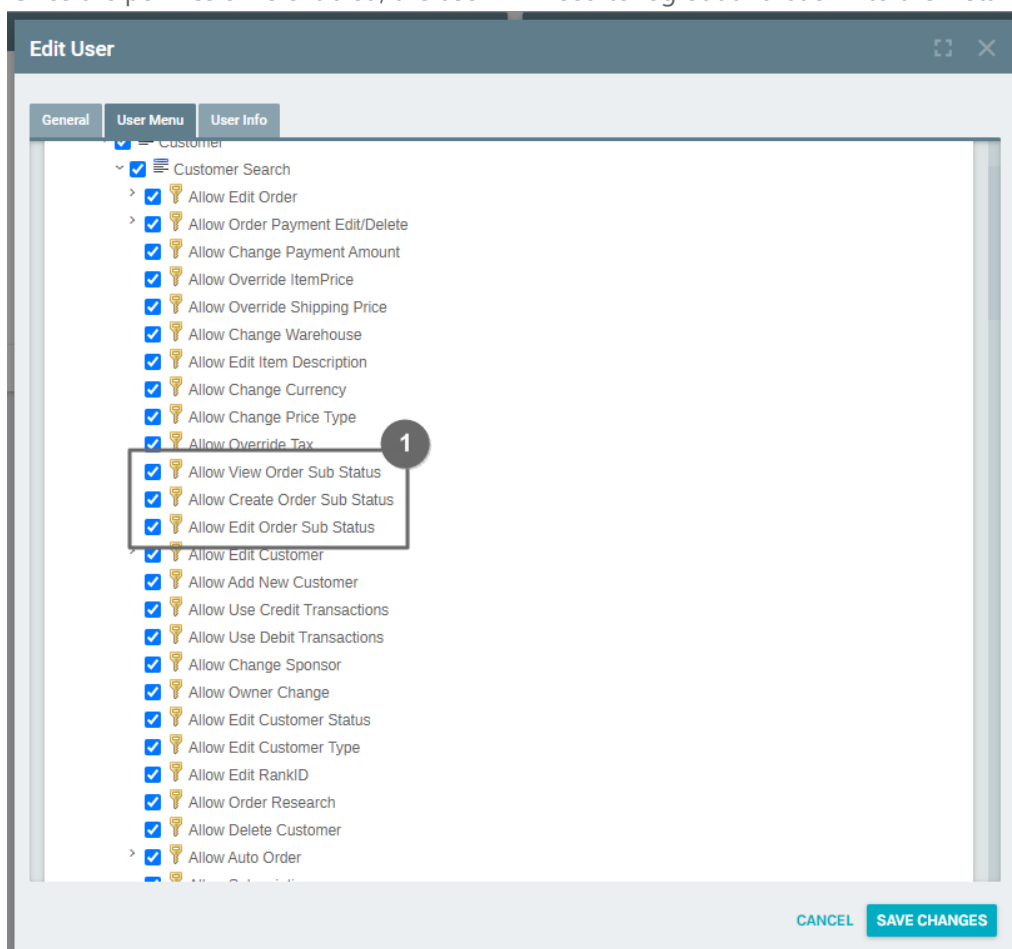 Edit User
General User Menu User Info
Customer
Customer Search
Allow Edit Order
Allow Order Payment Edit/Delete
Allow Change Payment Amount
Allow Override ItemPrice
Allow Override Shipping Price
Allow Change Warehouse
Allow Edit Item Description
Allow Change Currency
Allow Change Price Type
Allow Override Tax
1
Allow View Order Sub Status
Allow Create Order Sub Status
Allow Edit Order Sub Status
Allow Edit Customer
Allow Add New Customer
Allow Use Credit Transactions
Allow Use Debit Transactions
Allow Change Sponsor
Allow Owner Change
Allow Edit Customer Status
Allow Edit Customer Type
Allow Edit RankID
Allow Order Research
Allow Delete Customer
Allow Auto Order
CANCEL SAVE CHANGES